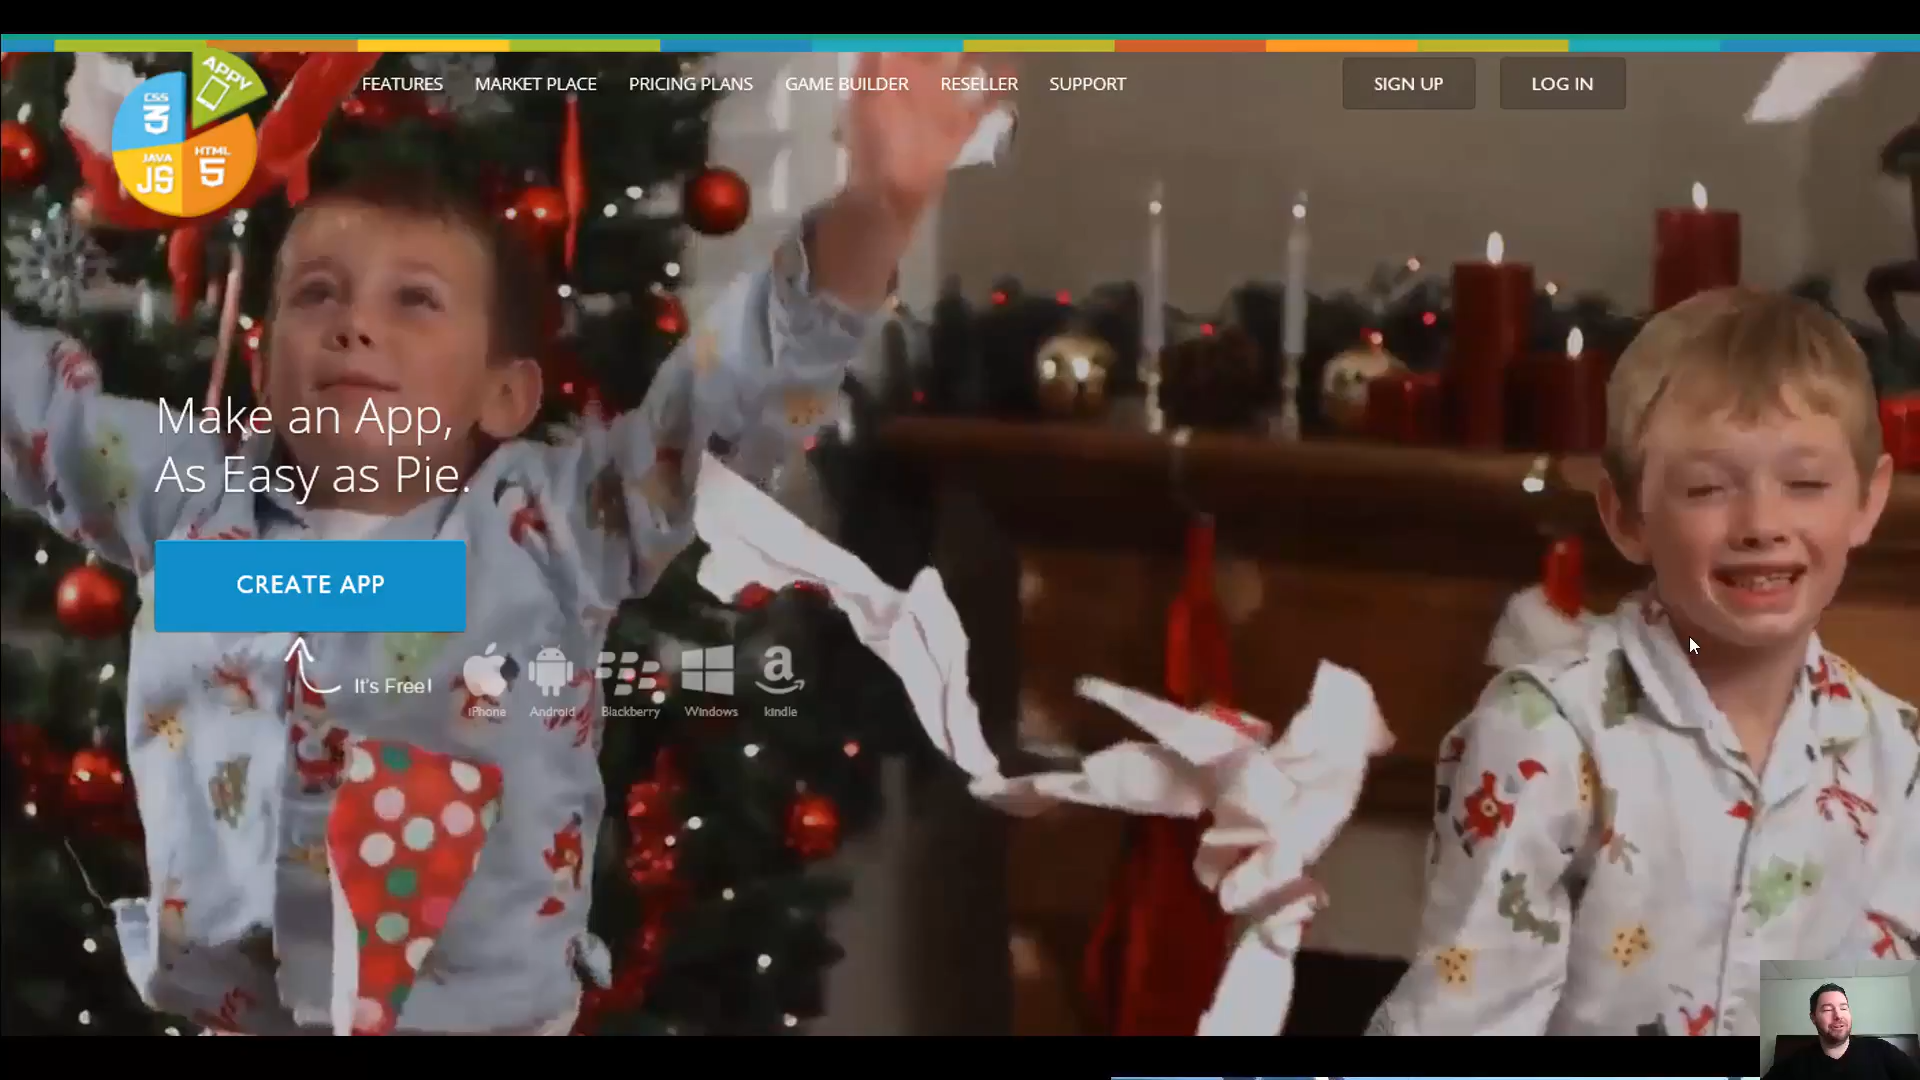 APPY
CSS
3
JAVA
JS
HTML
5
FEATURES
MARKET PLACE
PRICING PLANS
GAME BUILDER
RESELLER
SUPPORT
SIGN UP
LOG IN
Make an App,
As Easy as Pie.
CREATE APP
It's Free!
iPhone
Android
Blackberry
Windows
kindle